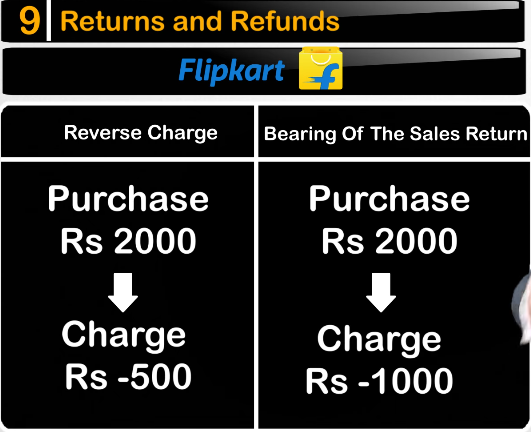 9 Returns and Refunds
Flipkart
Reverse Charge
Bearing Of The Sales Return
Purchase
Rs 2000
Charge
Rs -500
Purchase
Rs 2000
Charge
Rs -1000